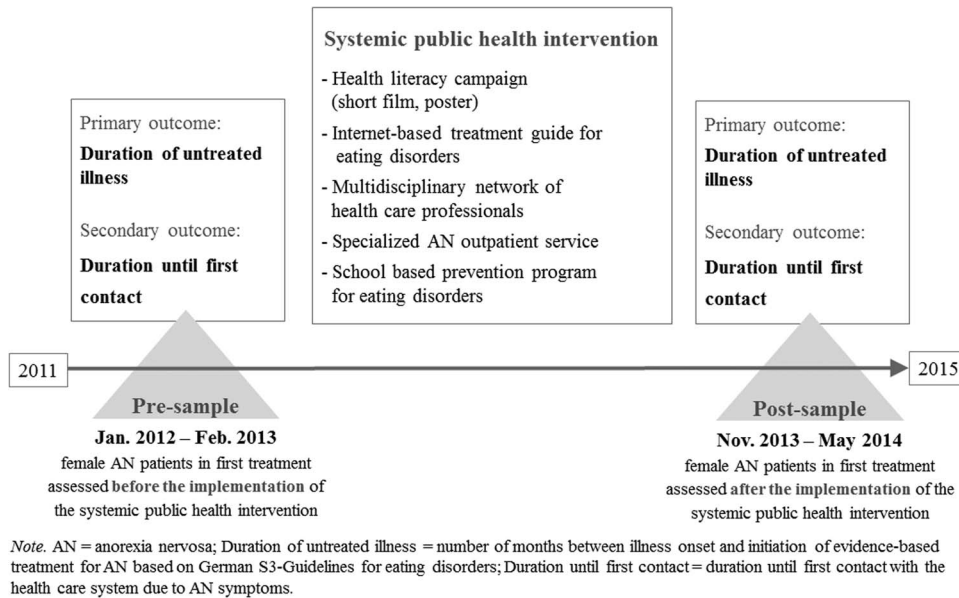 Systemic public health intervention
- Health literacy campaign
(short film, poster)
- Internet-based treatment guide for
eating disorders
- Multidisciplinary network of
health care professionals
- Specialized AN outpatient service
- School based prevention program
for eating disorders
Primary outcome:
Duration of untreated
illness
Secondary outcome:
Duration until first
contact
Primary outcome:
Duration of untreated
illness
Secondary outcome:
Duration until first
contact
2011
2015
Pre-sample
Jan. 2012 – Feb. 2013
female AN patients in first treatment
assessed before the implementation of
the systemic public health intervention
Post-sample
Nov. 2013 – May 2014
female AN patients in first treatment
assessed after the implementation of the
systemic public health intervention
Note. AN = anorexia nervosa; Duration of untreated illness = number of months between illness onset and initiation of evidence-based
treatment for AN based on German S3-Guidelines for eating disorders; Duration until first contact = duration until first contact with the
health care system due to AN symptoms.